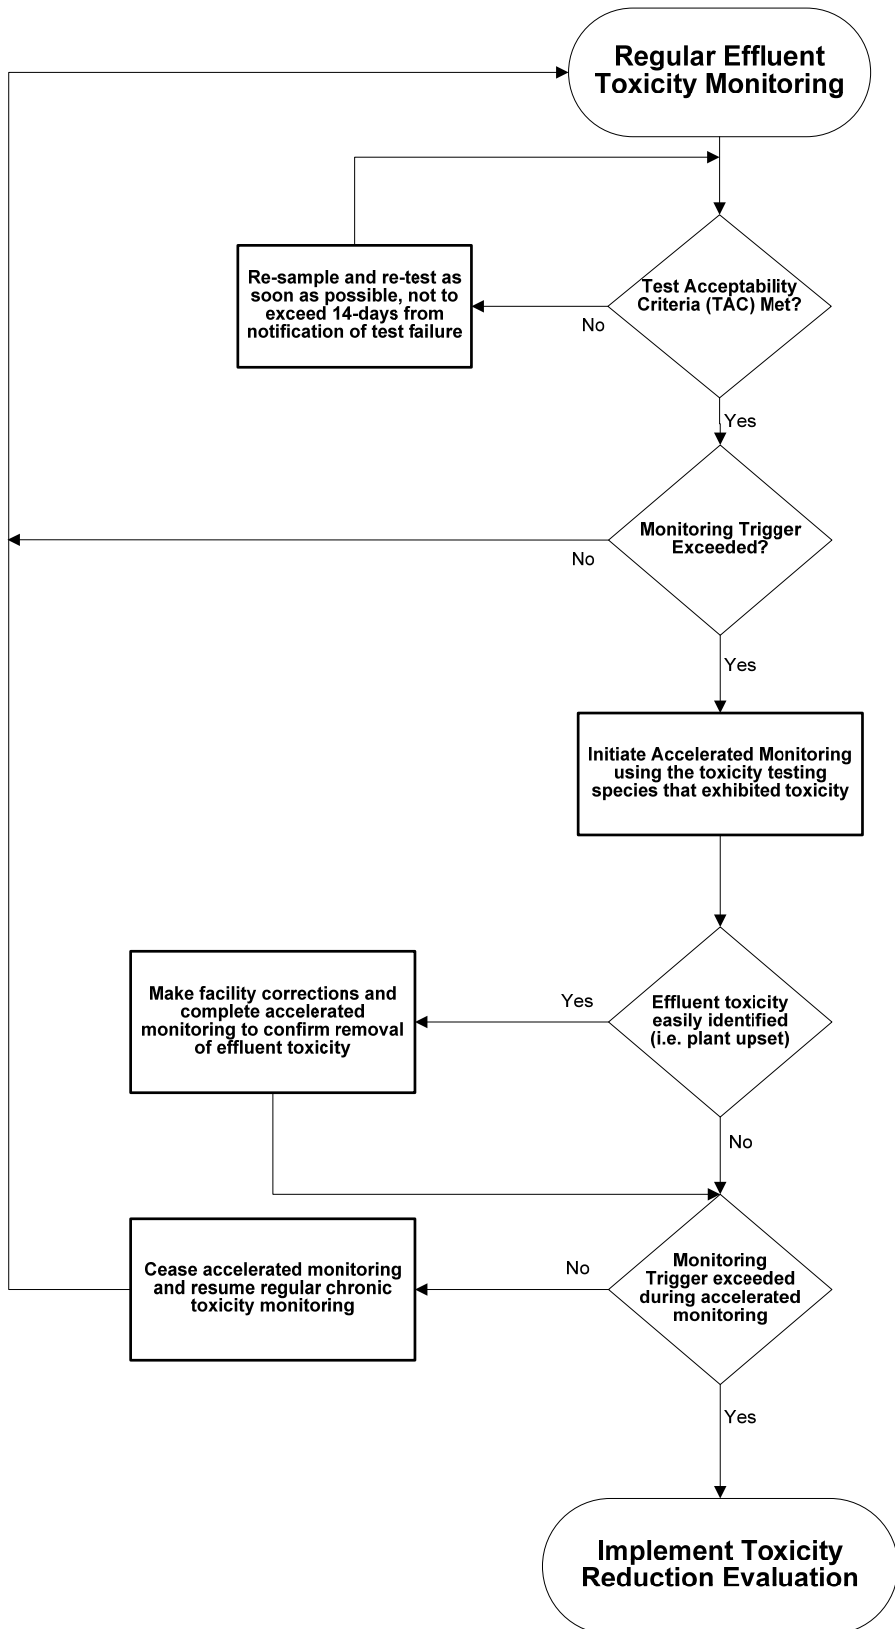 Regular Effluent
Toxicity Monitoring
Re-sample and re-test as
soon as possible, not to
exceed 14-days from
notification of test failure
Test Acceptability
Criteria (TAC) Met?
No
Yes
Monitoring Trigger
Exceeded?
No
Yes
Initiate Accelerated Monitoring
using the toxicity testing
species that exhibited toxicity
Make facility corrections and
complete accelerated
monitoring to confirm removal
of effluent toxicity
Yes
Effluent toxicity
easily identified
(i.e. plant upset)
No
Cease accelerated monitoring
and resume regular chronic
toxicity monitoring
No
Monitoring
Trigger exceeded
during accelerated
monitoring
Yes
Implement Toxicity
Reduction Evaluation